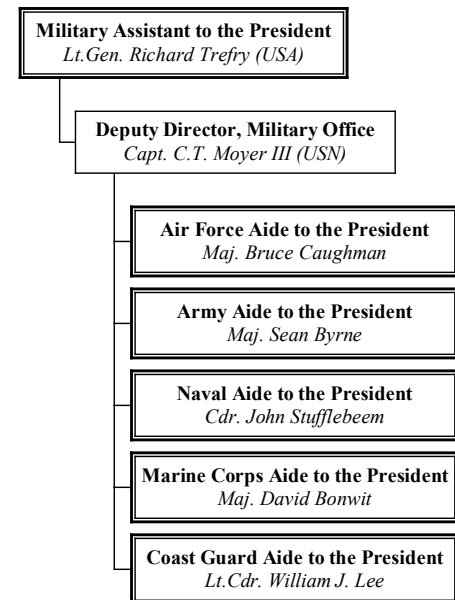 Military Assistant to the President
Lt.Gen. Richard Trefry (USA)
Deputy Director, Military Office
Capt. C.T. Moyer III (USN)
Air Force Aide to the President
Maj. Bruce Caughman
Army Aide to the President
Maj. Sean Byrne
Naval Aide to the President
Cdr. John Stufflebeem
Marine Corps Aide to the President
Maj. David Bonwit
Coast Guard Aide to the President
Lt.Cdr. William J. Lee